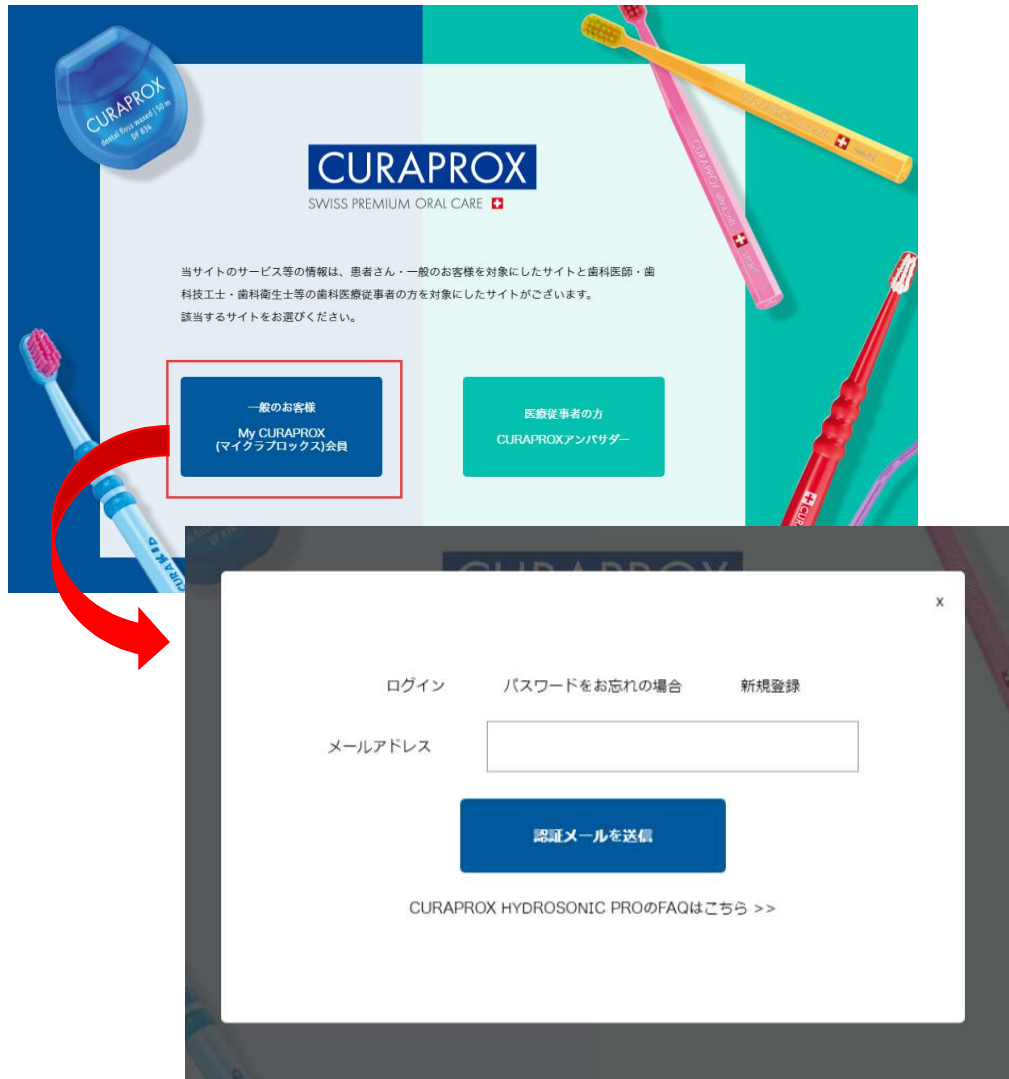 CURAPROX
dental floss waxed | 50 m
DF 834
CURAPROX
SWISS PREMIUM ORAL CARE
CURAPROX ultra soft
CURAPROX
当サイトのサービス等の情報は、患者さん・一般のお客様を対象にしたサイトと歯科医師・歯
科技工士・歯科衛生士等の歯科医療従事者の方を対象にしたサイトがございます。
該当するサイトをお選びください。
一般のお客様
My CURAPROX
(マイクラプロックス)会員
医療従事者の方
CURAPROXアンバサダー
CURAKID
CURAPROX
x
ログイン
パスワードをお忘れの場合
新規登録
メールアドレス
認証メールを送信
CURAPROX HYDROSONIC PROのFAQはこちら >>